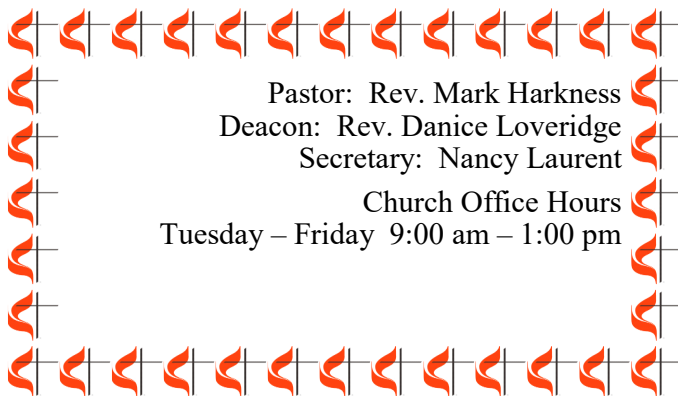 Pastor:  Rev. Mark Harkness
Deacon:  Rev. Danice Loveridge
Secretary:  Nancy Laurent
Church Office Hours
Tuesday – Friday  9:00 am – 1:00 pm